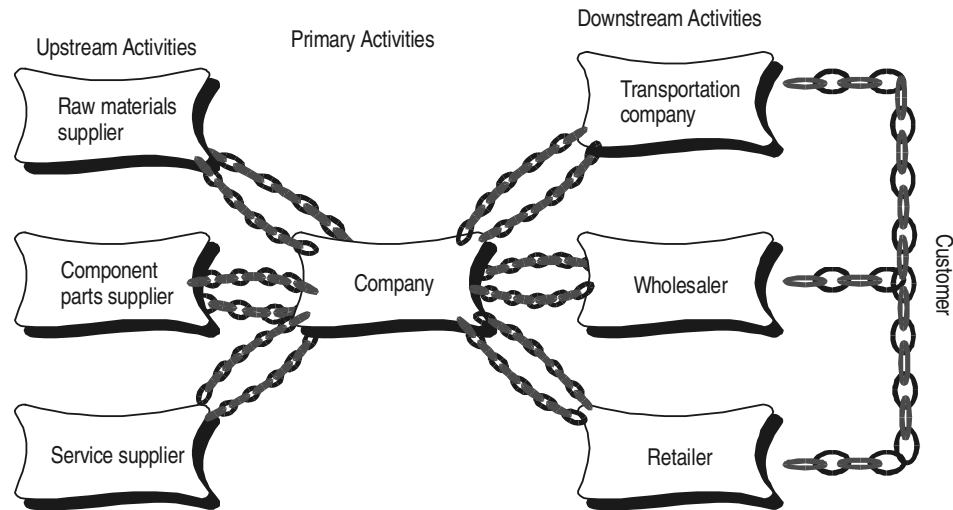 Upstream Activities
Primary Activities
Downstream Activities
Raw materials
supplier
Transportation
company
Component
parts supplier
Company
Wholesaler
Customer
Service supplier
Retailer